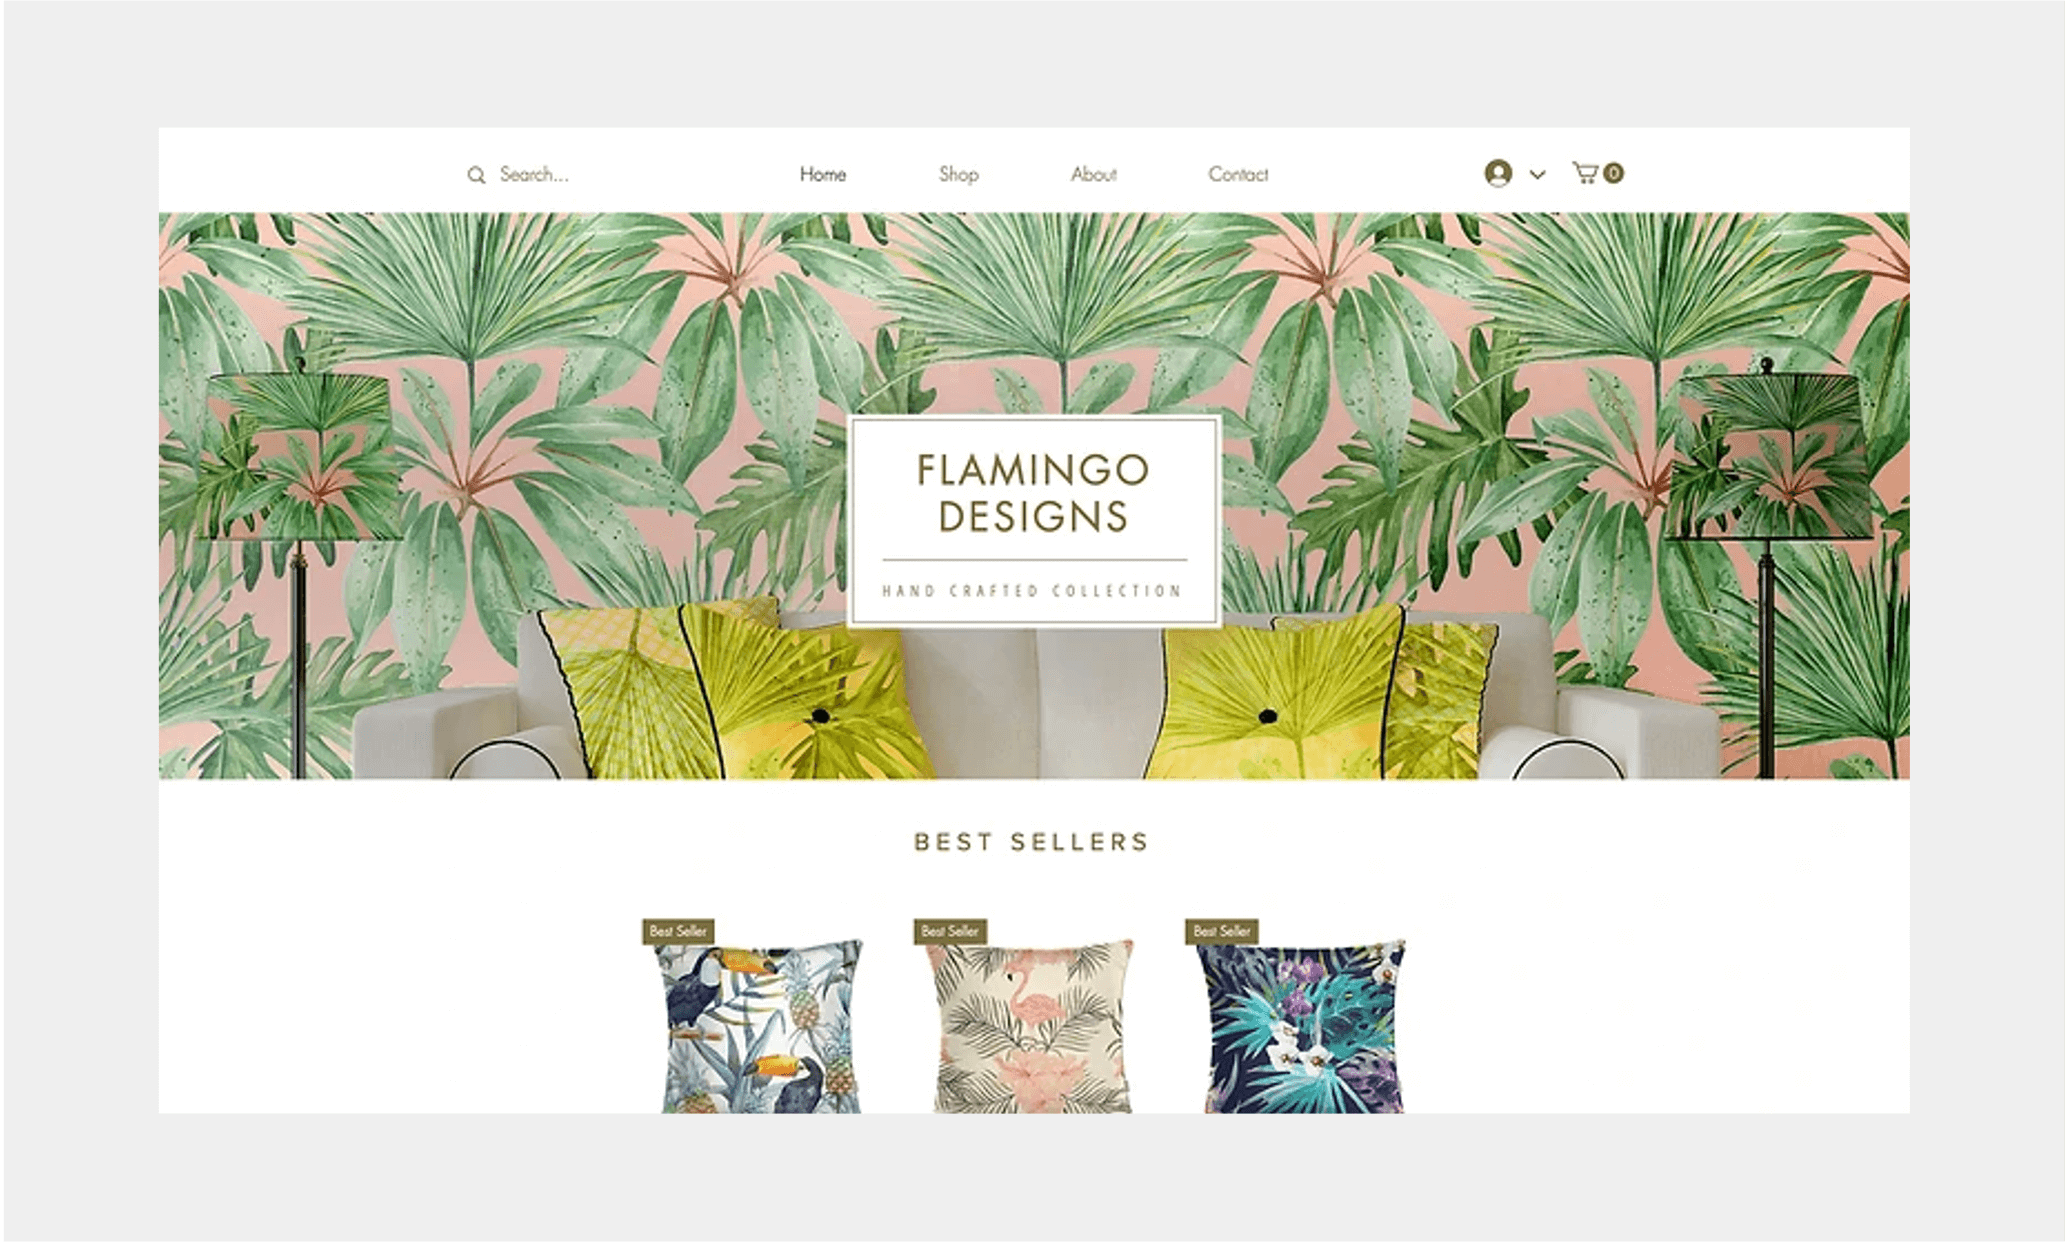 Search...
Home
Shop
About
Contact
0
FLAMINGO
DESIGNS
HAND CRAFTED COLLECTION
BEST SELLERS
Best Seller
Best Seller
Best Seller